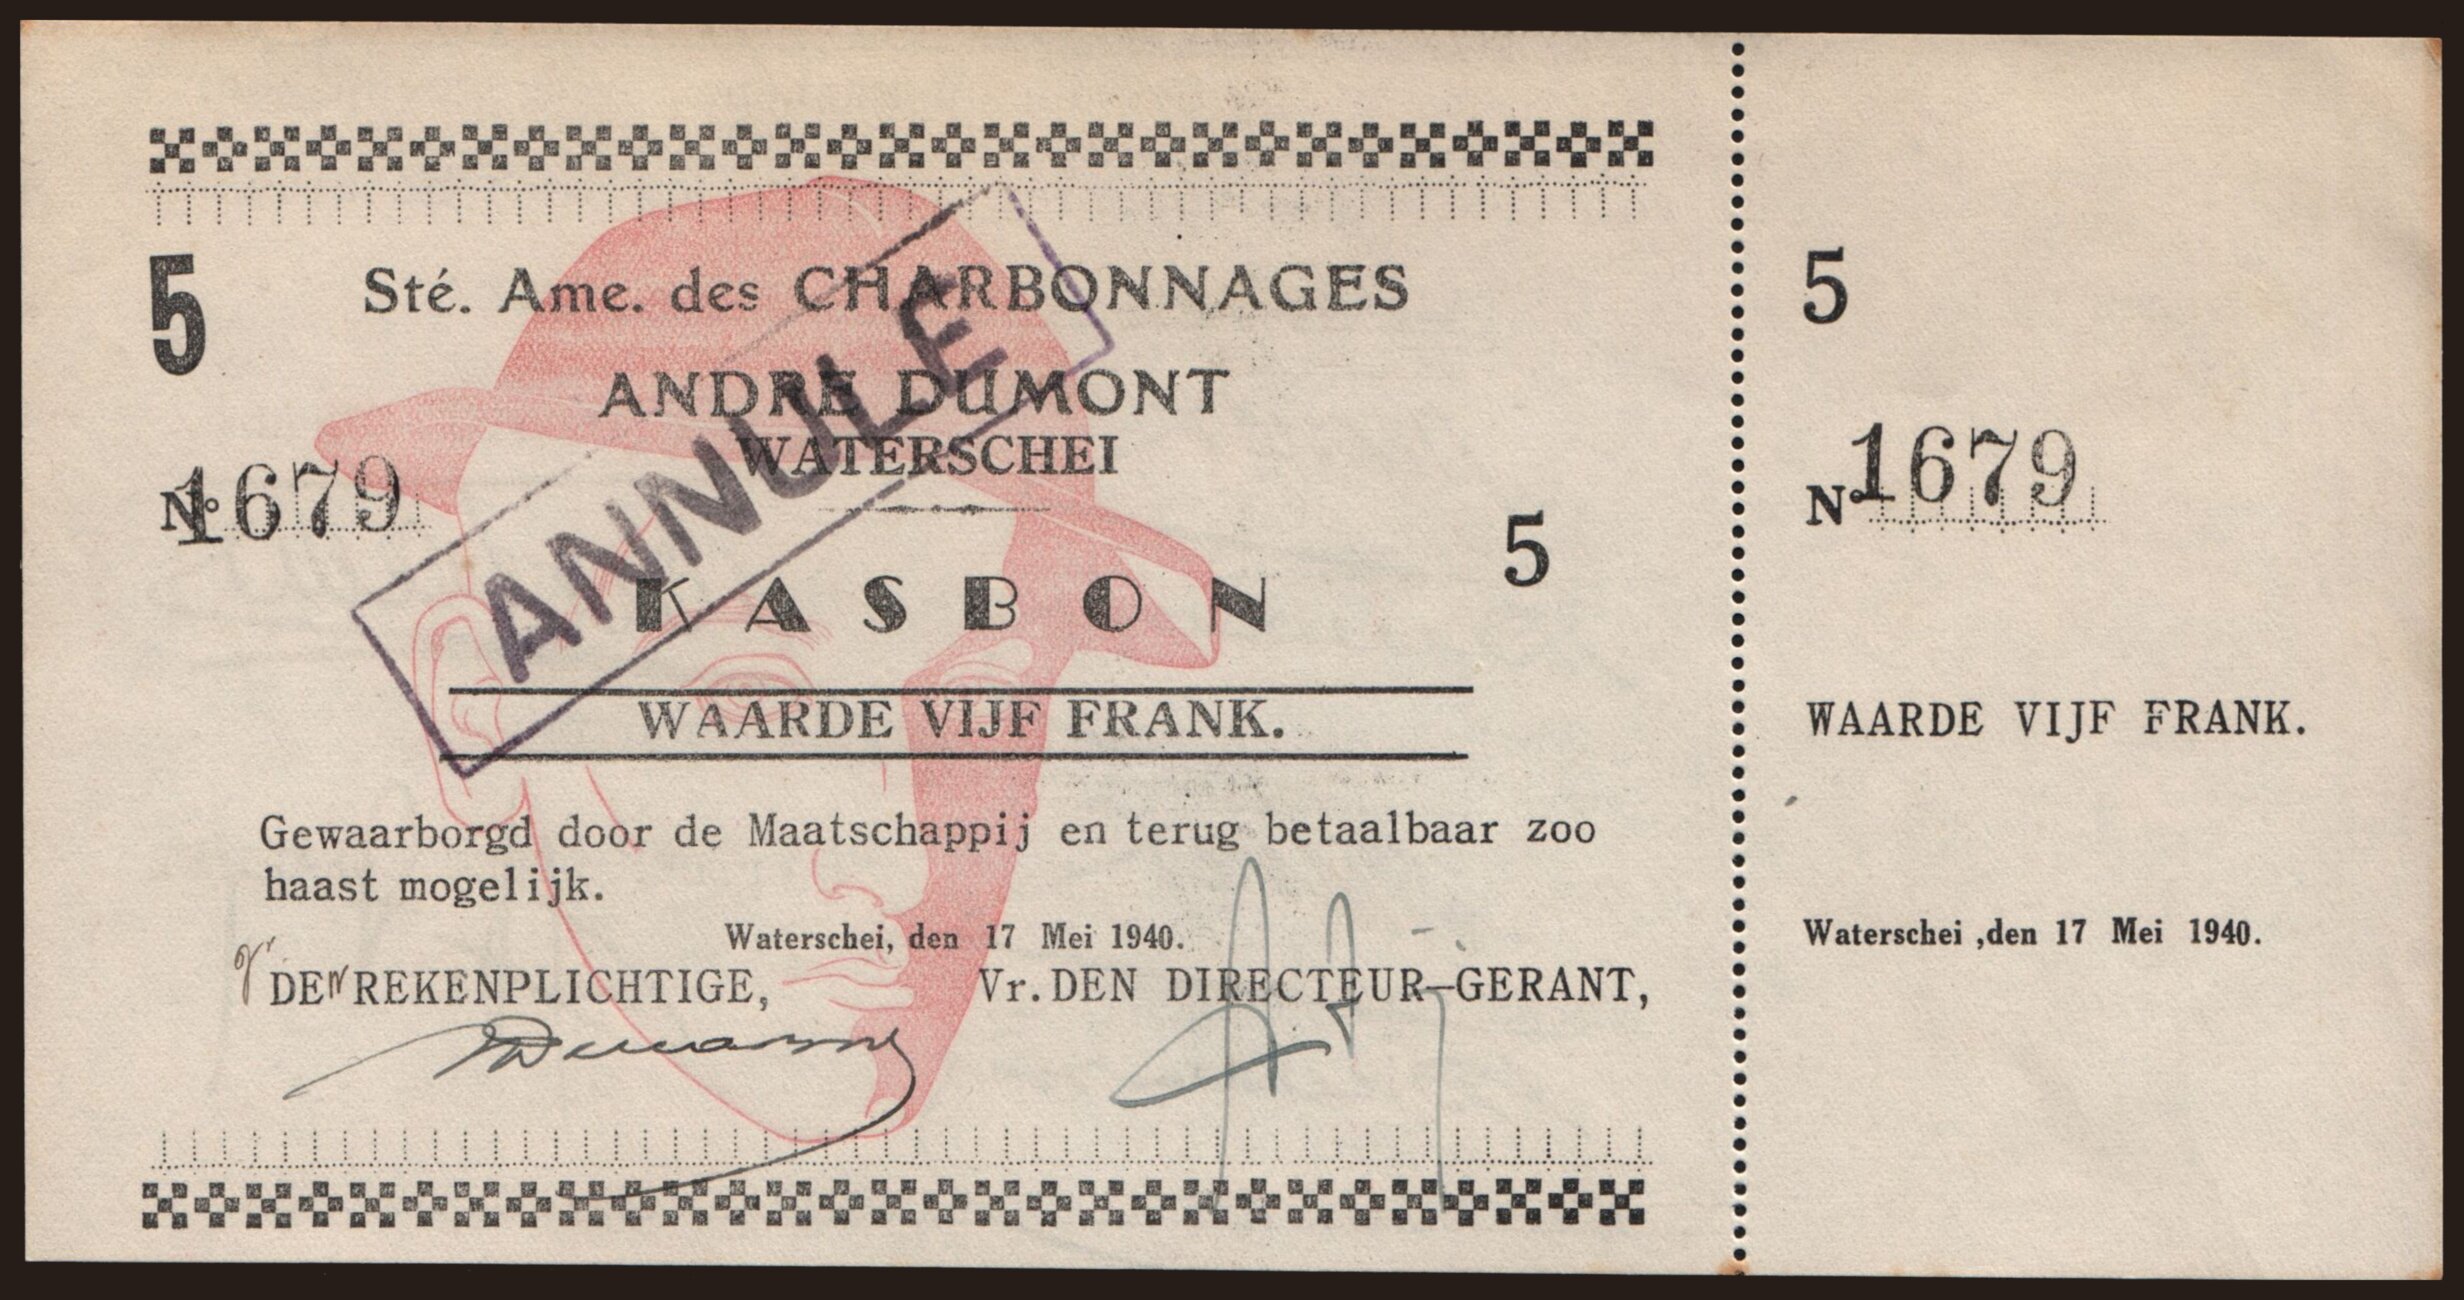 5
Sté. Ame. des CHARBONNAGES
ANDRE DUMONT
WATERSCHEI
No 1679
ANNULE
5
KASBON
WAARDE VIJF FRANK.
Gewaarborgd door de Maatschappij en terug betaalbaar zoo
haast mogelijk.
Waterschei, den 17 Mei 1940.
DEN REKENPLICHTIGE,
Vr. DEN DIRECTEUR-GERANT,
5
No 1679
WAARDE VIJF FRANK.
Waterschei ,den 17 Mei 1940.